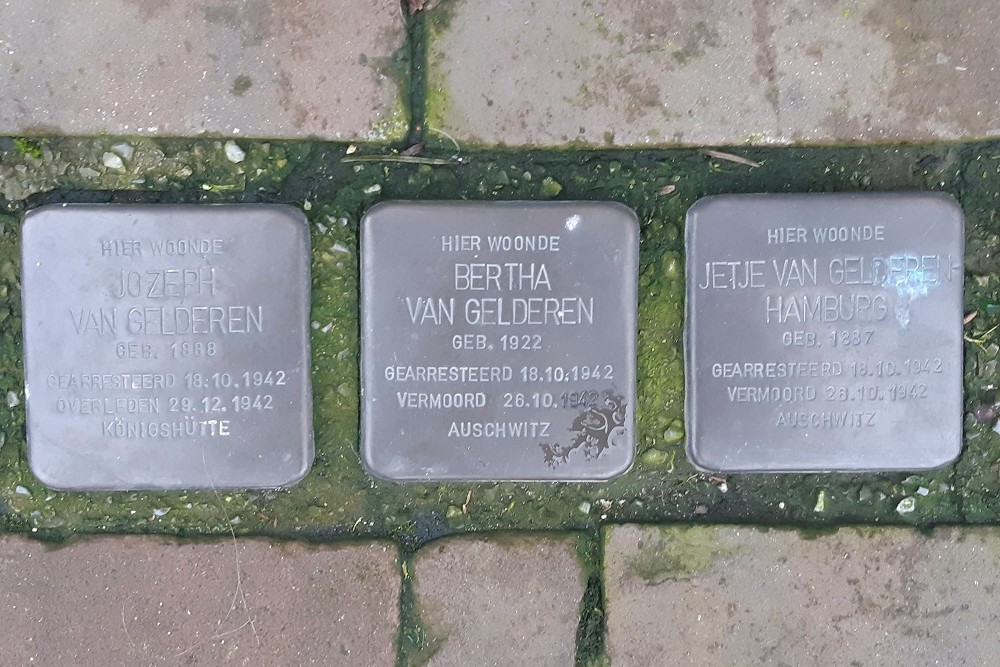 HIER WOONDE
JOZEPH
VAN GELDEREN
GEB. 1888
GEARRESTEERD 18.10.1942
OVERLEDEN 29.12.1942
KÖNIGSHÜTTE
HIER WOONDE
BERTHA
VAN GELDEREN
GEB. 1922
GEARRESTEERD 18.10.1942
VERMOORD 26.10.1942
AUSCHWITZ
HIER WOONDE
JETJE VAN GELDEREN-
HAMBURG
GEB. 1887
GEARRESTEERD 18.10.1942
VERMOORD 26.10.1942
AUSCHWITZ